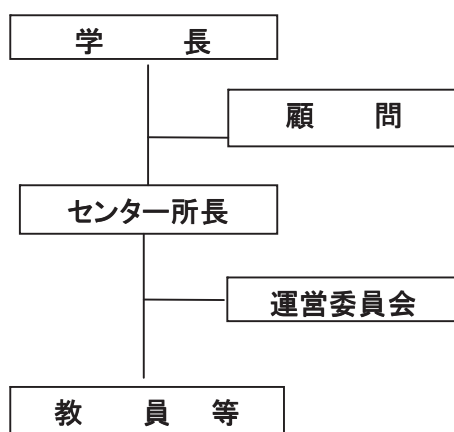 学　　長
顧　　問
センター所長
運営委員会
教　員　等